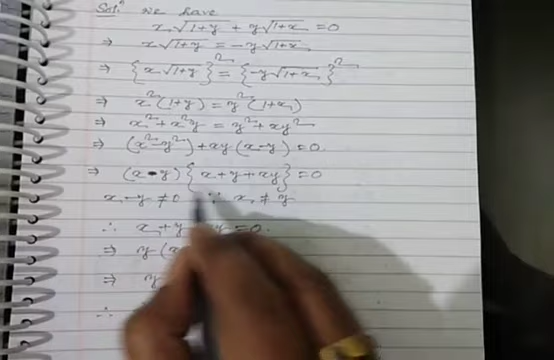 Solⁿ we have
x√1+y + y√1+x = 0
⇒ x√1+y = -y√1+x
⇒ {x√1+y}² = {-y√1+x}²
⇒ x²(1+y) = y²(1+x)
⇒ x²+x²y = y²+xy²
⇒ (x²-y²)+xy(x-y)=0
⇒ (x-y){x+y+xy}=0
x-y≠0 ∵ x≠y
∴ x+y y=0.
⇒ y(
⇒ y
∴